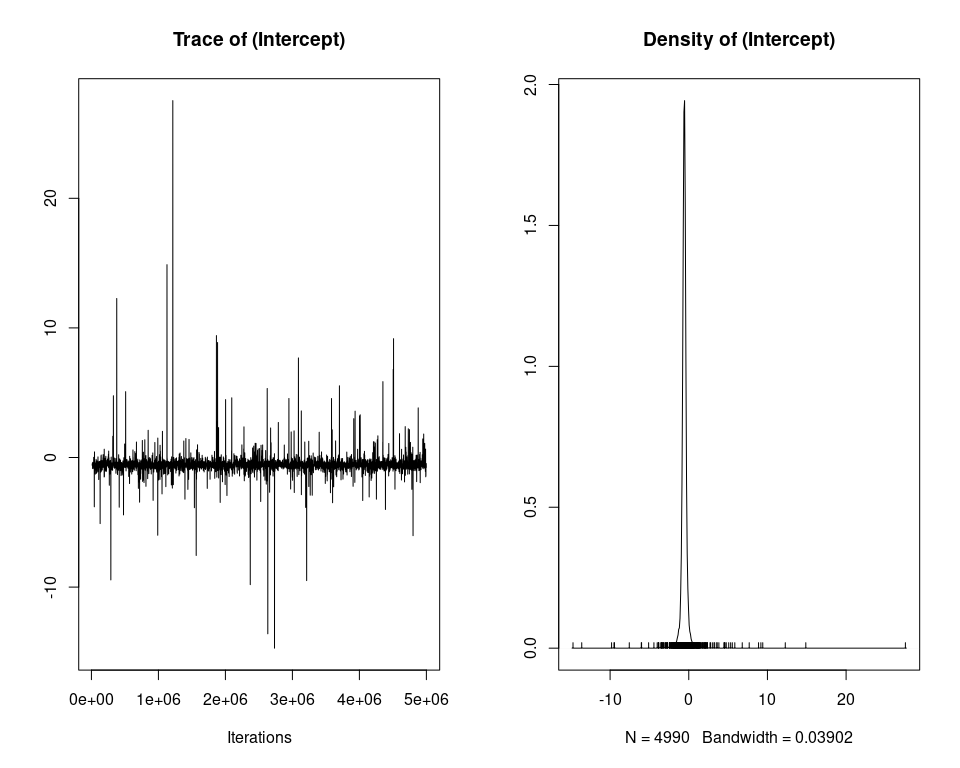 Trace of (Intercept)
20
10
0
-10
0e+00 1e+06 2e+06 3e+06 4e+06 5e+06
Iterations
Density of (Intercept)
2.0
1.5
1.0
0.5
0.0
-10 0 10 20
N = 4990 Bandwidth = 0.03902